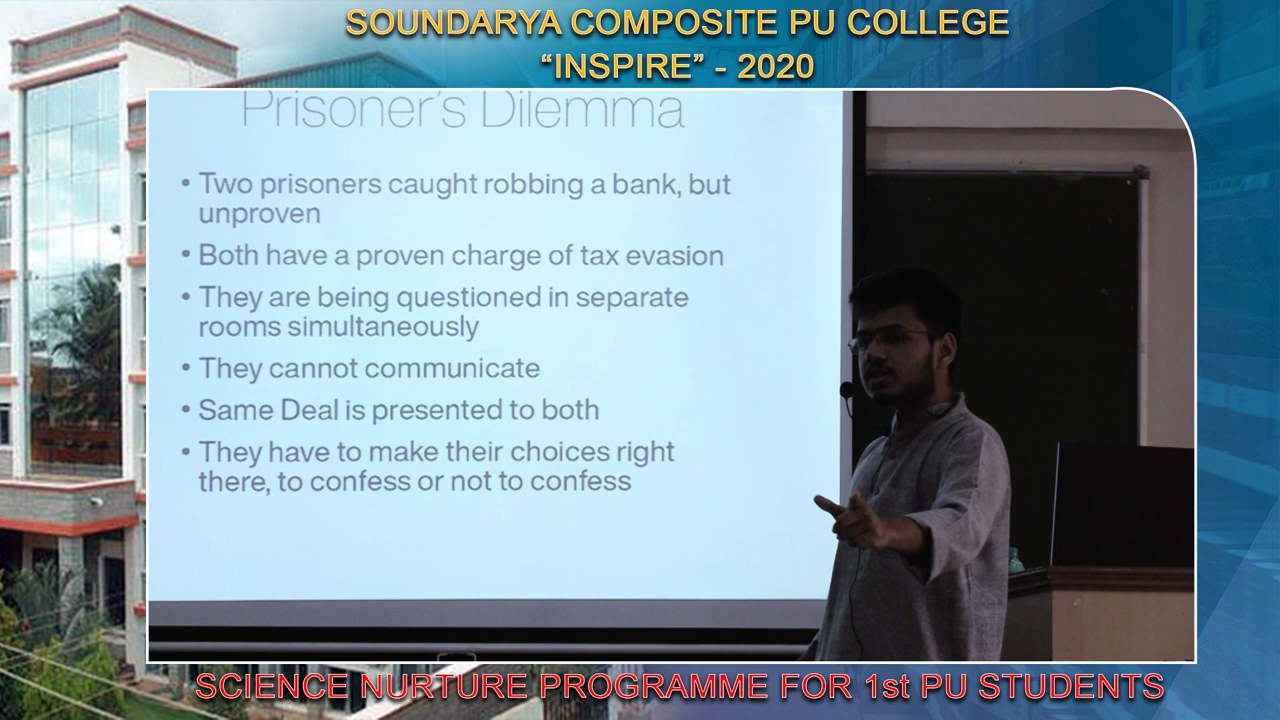 SOUNDARYA COMPOSITE PU COLLEGE
“INSPIRE” - 2020
Prisoner’s Dilemma
• Two prisoners caught robbing a bank, but
unproven
• Both have a proven charge of tax evasion
• They are being questioned in separate
rooms simultaneously
• They cannot communicate
• Same Deal is presented to both
• They have to make their choices right
there, to confess or not to confess
SCIENCE NURTURE PROGRAMME FOR 1st PU STUDENTS